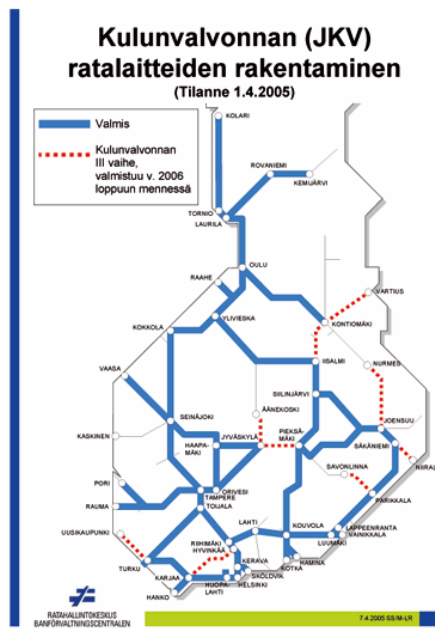 Kulunvalvonnan (JKV)
ratalaitteiden rakentaminen
(Tilanne 1.4.2005)
Valmis
Kulunvalvonnan
III vaihe,
valmistuu v. 2006
loppuun mennessä
KOLARI
ROVANIEMI
KEMIJÄRVI
TORNIO
LAURILA
OULU
RAAHE
VARTIUS
YLIVIESKA
KONTIOMÄKI
KOKKOLA
IISALMI
NURMES
VAASA
SIILINJÄRVI
ÄÄNEKOSKI
SEINÄJOKI
JOENSUU
KASKINEN
JYVÄSKYLÄ
PIEKSÄ-
MÄKI
HAAPA-
MÄKI
SÄKÄNIEMI
NIIRALA
SAVONLINNA
PORI
ORIVESI
PARIKKALA
TAMPERE
RAUMA
TOIJALA
UUSIKAUPUNKI
LAHTI
KOUVOLA
LAPPEENRANTA
VAINIKKALA
RIIHIMÄKI
HYVINKÄÄ
LUUMÄKI
TURKU
KERAVA
HAMINA
KARJAA
SKÖLDVIK
KOTKA
HUOPA-
LAHTI
HELSINKI
HANKO
RATAHALLINTOKESKUS
BANFÖRVALTNINGSCENTRALEN
7.4.2005 SS/M-LR